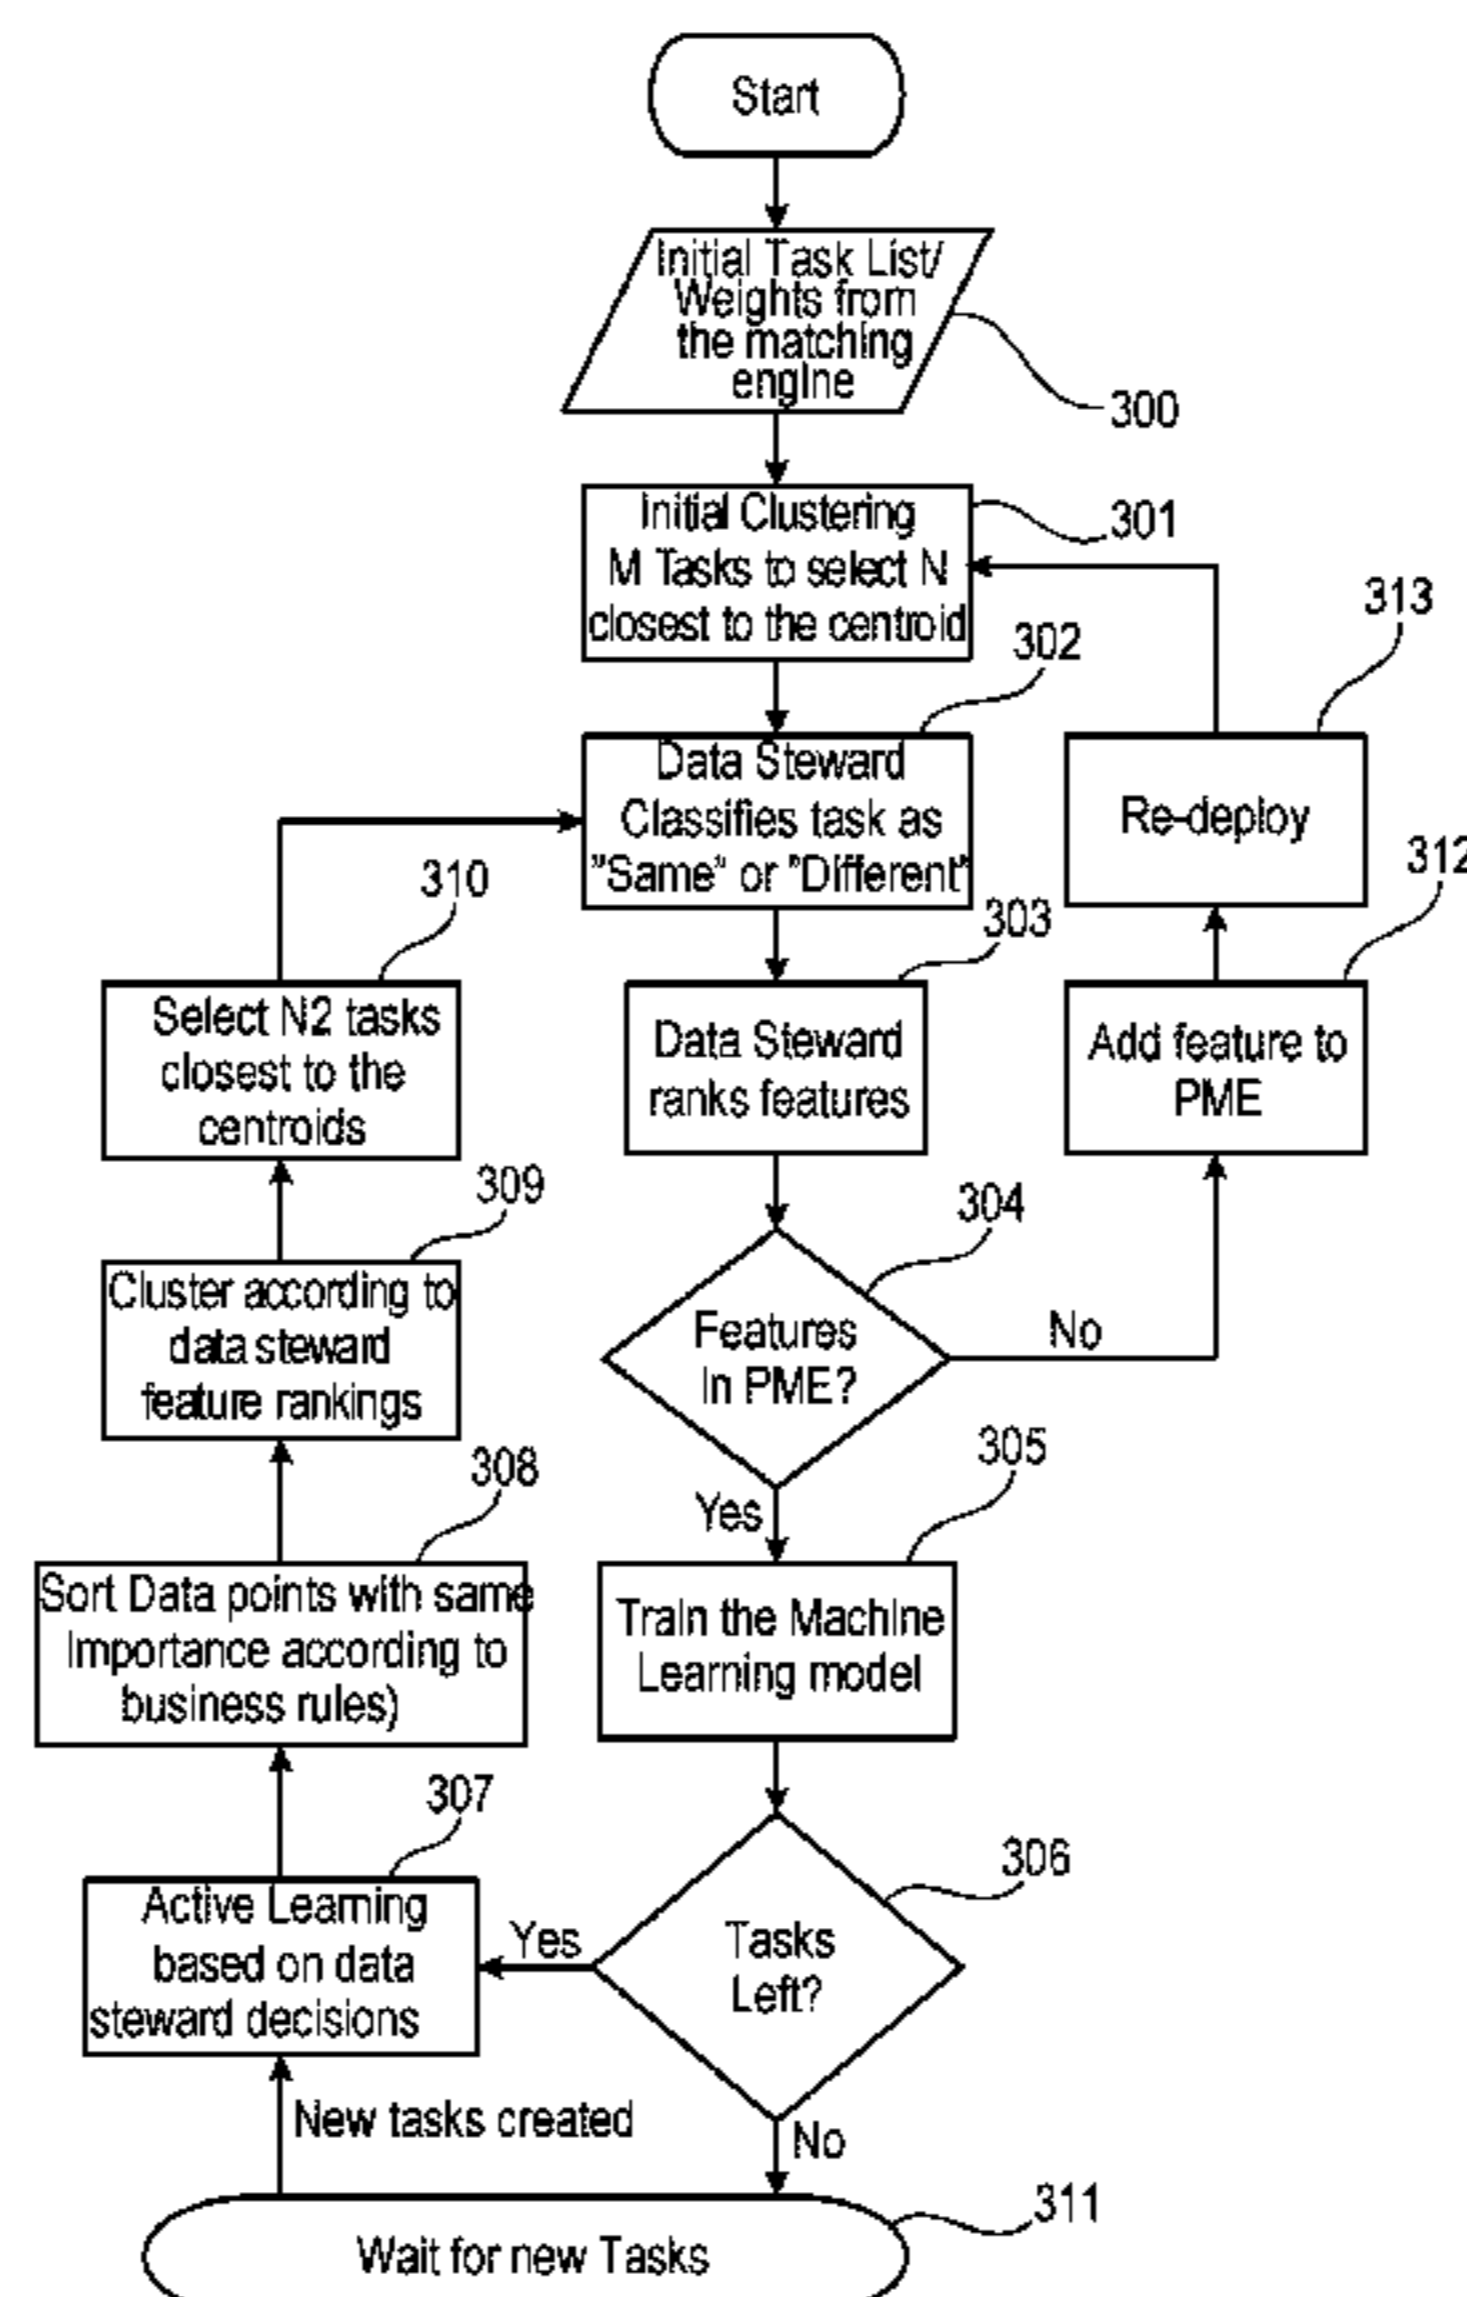 Start
Initial Task List/
Weights from
the matching
engine
300
Initial Clustering
M Tasks to select N
closest to the centroid
301
313
302
Data Steward
Classifies task as
"Same" or "Different"
Re-deploy
312
310
303
Select N2 tasks
closest to the
centroids
Data Steward
ranks features
Add feature to
PME
309
304
Cluster according to
data steward
feature rankings
Features
In PME?
No
305
308
Yes
Sort Data points with same
Importance according to
business rules)
Train the Machine
Learning model
307
306
Active Learning
based on data
steward decisions
Yes
Tasks
Left?
New tasks created
No
311
Wait for new Tasks